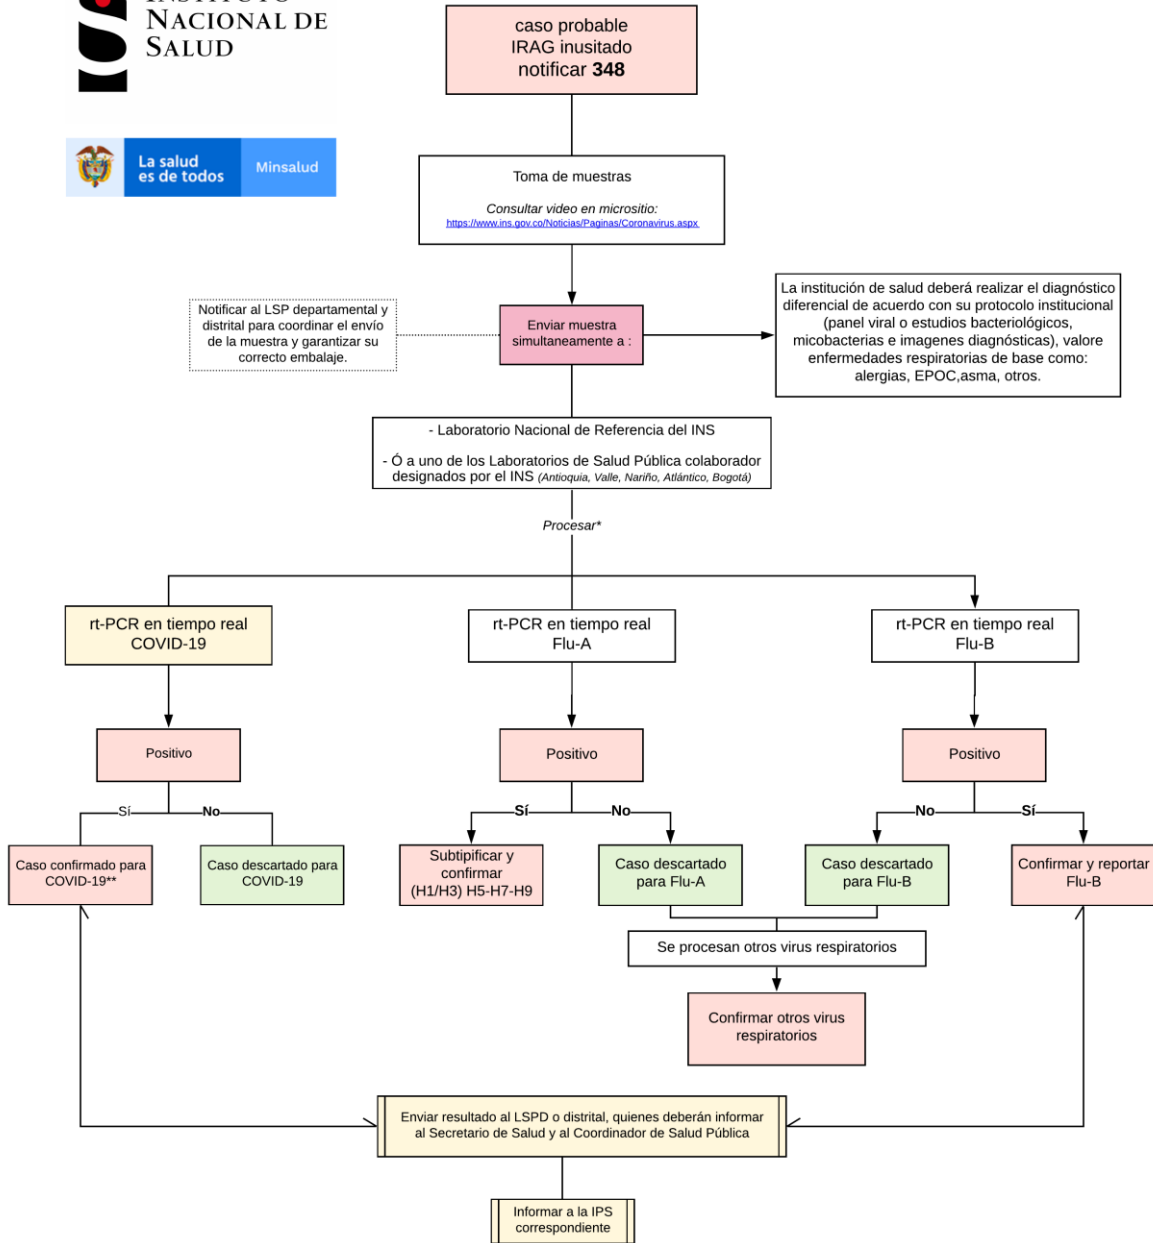 INSTITUTO
NACIONAL DE
SALUD
La salud
es de todos
Minsalud
caso probable
IRAG inusitado
notificar 348
Toma de muestras
Consultar video en micrositio:
https://www.ins.gov.co/Noticias/Paginas/Coronavirus.aspx
Notificar al LSP departamental y
distrital para coordinar el envío
de la muestra y garantizar su
correcto embalaje.
Enviar muestra
simultaneamente a :
La institución de salud deberá realizar el diagnóstico
diferencial de acuerdo con su protocolo institucional
(panel viral o estudios bacteriológicos,
micobacterias e imagenes diagnósticas), valore
enfermedades respiratorias de base como:
alergias, EPOC,asma, otros.
- Laboratorio Nacional de Referencia del INS
- Ó a uno de los Laboratorios de Salud Pública colaborador
designados por el INS (Antioquia, Valle, Nariño, Atlántico, Bogotá)
Procesar*
rt-PCR en tiempo real
COVID-19
rt-PCR en tiempo real
Flu-A
rt-PCR en tiempo real
Flu-B
Positivo
Positivo
Positivo
Sí
No
Sí
No
No
Sí
Caso confirmado para
COVID-19**
Caso descartado para
COVID-19
Subtipificar y
confirmar
(H1/H3) H5-H7-H9
Caso descartado
para Flu-A
Caso descartado
para Flu-B
Confirmar y reportar
Flu-B
Se procesan otros virus respiratorios
Confirmar otros virus
respiratorios
Enviar resultado al LSPD o distrital, quienes deberán informar
al Secretario de Salud y al Coordinador de Salud Pública
Informar a la IPS
correspondiente